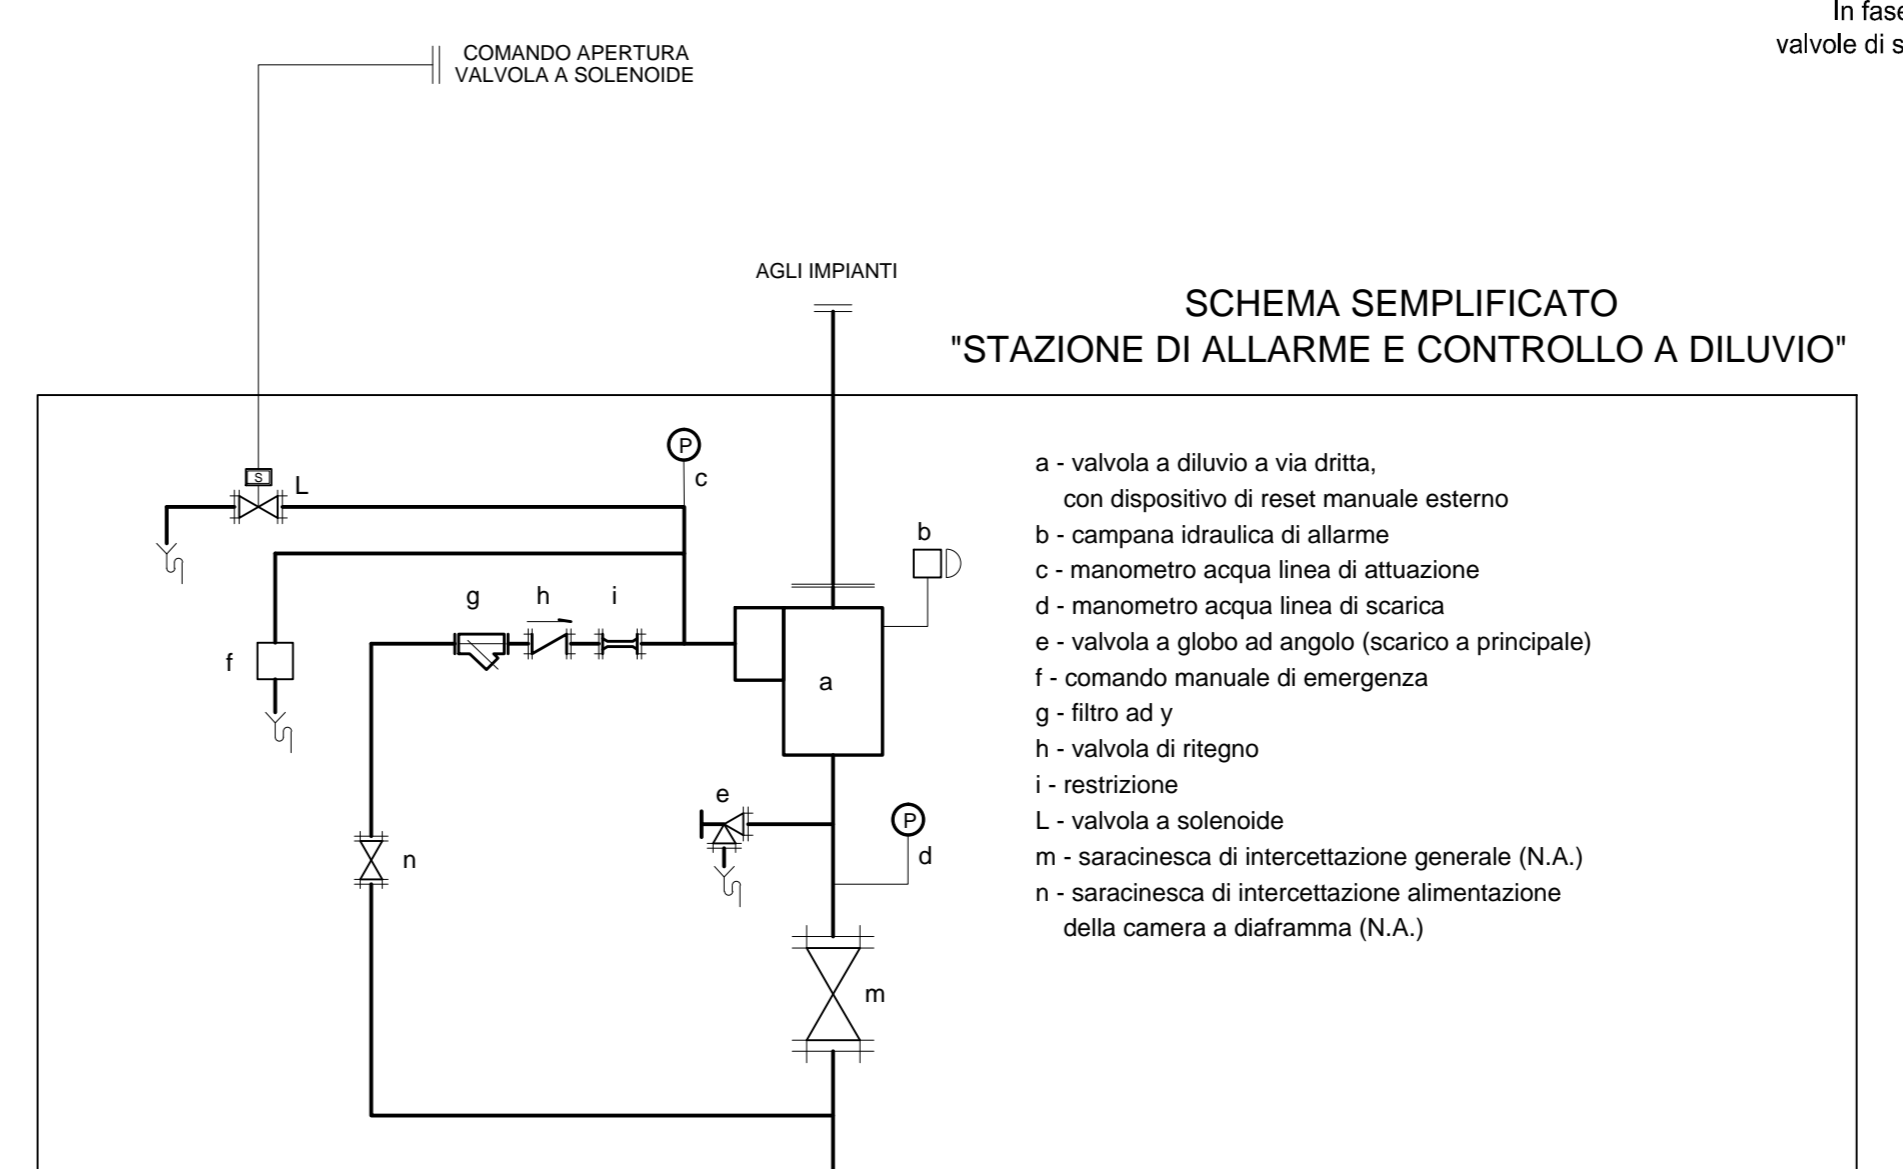 In fase
valvole di s
COMANDO APERTURA
VALVOLA A SOLENOIDE
AGLI IMPIANTI
SCHEMA SEMPLIFICATO
"STAZIONE DI ALLARME E CONTROLLO A DILUVIO"
P
c
S
L
b
g
h
i
f
a
e
P
d
n
m
a - valvola a diluvio a via dritta,
con dispositivo di reset manuale esterno
b - campana idraulica di allarme
c - manometro acqua linea di attuazione
d - manometro acqua linea di scarica
e - valvola a globo ad angolo (scarico a principale)
f - comando manuale di emergenza
g - filtro ad y
h - valvola di ritegno
i - restrizione
L - valvola a solenoide
m - saracinesca di intercettazione generale (N.A.)
n - saracinesca di intercettazione alimentazione
della camera a diaframma (N.A.)